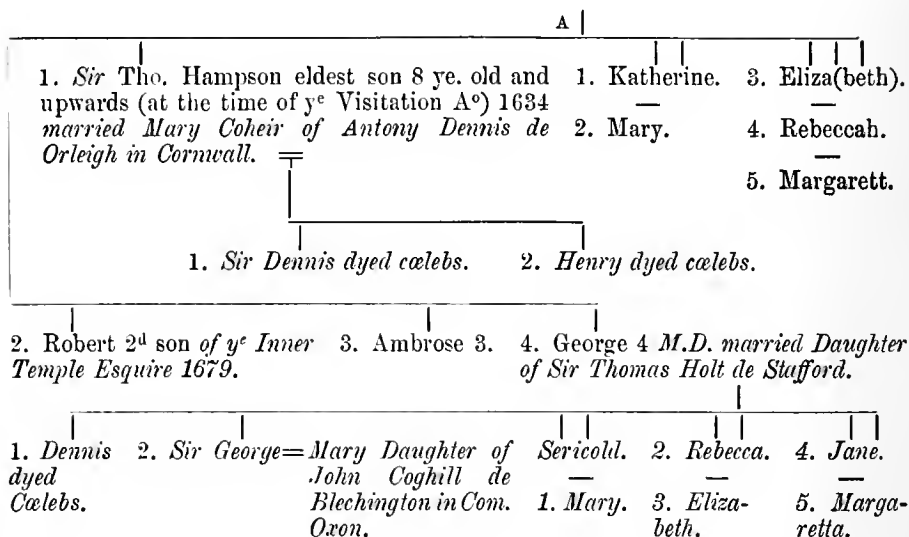 A
1. Sir Tho. Hampson eldest son 8 ye. old and
upwards (at the time of yᵉ Visitation Aº) 1634
married Mary Coheir of Antony Dennis de
Orleigh in Cornwall.
1. Katherine.
2. Mary.
3. Eliza(beth).
4. Rebeccah.
5. Margarett.
1. Sir Dennis dyed cœlebs.
2. Henry dyed cœlebs.
2. Robert 2ᵈ son of yᵉ Inner
Temple Esquire 1679.
3. Ambrose 3.
4. George 4 M.D. married Daughter
of Sir Thomas Holt de Stafford.
1. Dennis
dyed
Cœlebs.
2. Sir George=
Mary Daughter of
John Coghill de
Blechington in Com.
Oxon.
Sericold.
1. Mary.
2. Rebecca.
3. Eliza-
beth.
4. Jane.
5. Marga-
retta.